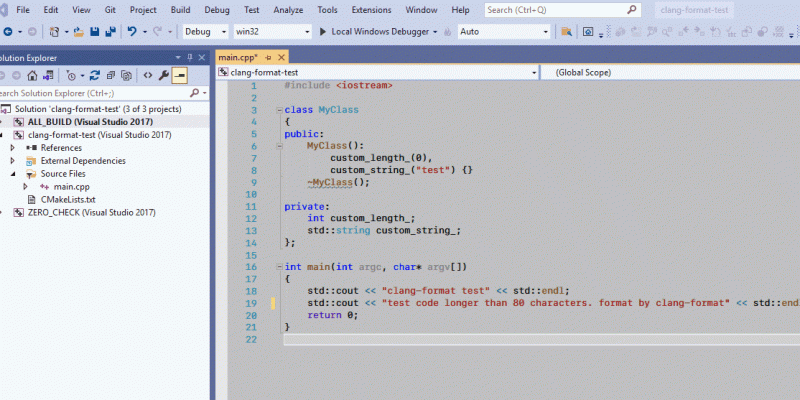 File Edit View Git Project Build Debug Test Analyze Tools Extensions Window Help Search (Ctrl+Q) clang-format-test
Debug win32 Local Windows Debugger Auto
Solution Explorer
Search Solution Explorer (Ctrl+;)
Solution 'clang-format-test' (3 of 3 projects)
ALL_BUILD (Visual Studio 2017)
clang-format-test (Visual Studio 2017)
References
External Dependencies
Source Files
main.cpp
CMakeLists.txt
ZERO_CHECK (Visual Studio 2017)
main.cpp*
clang-format-test (Global Scope)
1 #include <iostream>
2
3 class MyClass
4 {
5 public:
6 MyClass():
7 custom_length_(0),
8 custom_string_("test") {}
9 ~MyClass();
10
11 private:
12 int custom_length_;
13 std::string custom_string_;
14 };
15
16 int main(int argc, char* argv[])
17 {
18 std::cout << "clang-format test" << std::endl;
19 std::cout << "test code longer than 80 characters. format by clang-format" << std::end
20 return 0;
21 }
22